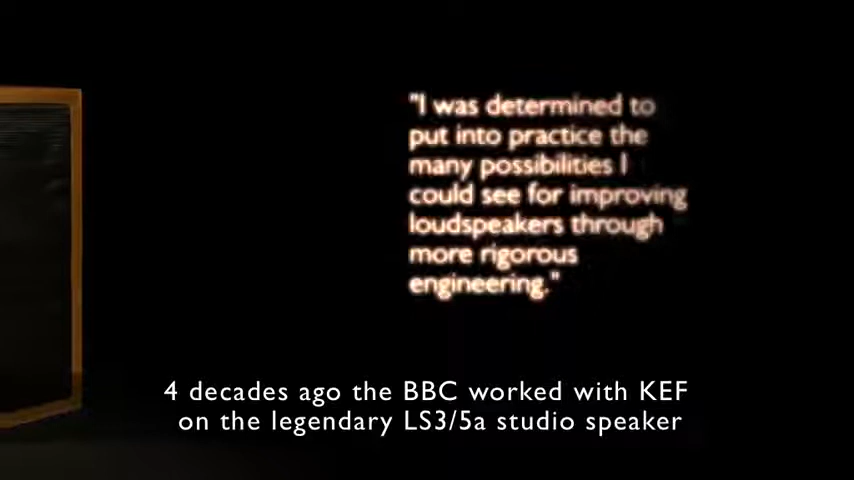 "I was determined to
put into practice the
many possibilities I
could see for improving
loudspeakers through
more rigorous
engineering."
4 decades ago the BBC worked with KEF
on the legendary LS3/5a studio speaker